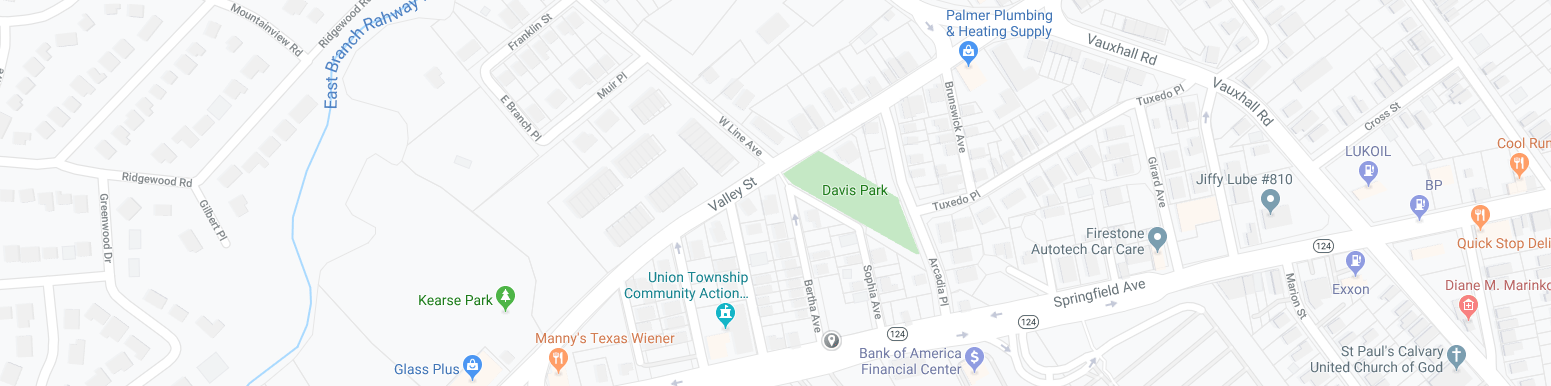 Mountainview Rd
Ridgewood Rd
East Branch Rahway
Franklin St
Muir Pl
E Branch Pl
W Line Ave
Valley St
Palmer Plumbing
& Heating Supply
Vauxhall Rd
Vauxhall Rd
Brunswick Ave
Tuxedo Pl
Tuxedo Pl
Cross St
Girard Ave
Davis Park
LUKOIL
BP
Cool Run
Jiffy Lube #810
Ridgewood Rd
Gilbert Pl
Greenwood Dr
Firestone
Autotech Car Care
124
Quick Stop Deli
Exxon
Diane M. Marinko
Marion St
Springfield Ave
124
124
Arcadia Pl
Sophia Ave
Bertha Ave
Union Township
Community Action...
Kearse Park
Manny's Texas Wiener
Glass Plus
Bank of America
Financial Center
$
St Paul's Calvary
United Church of God